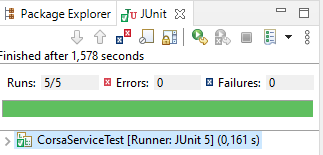 Package Explorer JUnit
Finished after 1,578 seconds
Runs: 5/5 Errors: 0 Failures: 0
CorsaServiceTest [Runner: JUnit 5] (0,161 s)